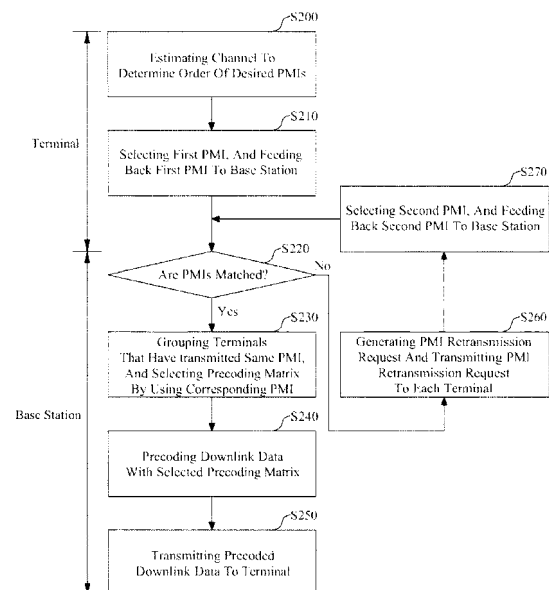 S200
Estimating Channel To
Determine Order Of Desired PMIs
S210
Terminal
Selecting First PMI, And Feeding
Back First PMI To Base Station
S270
Selecting Second PMI, And Feeding
Back Second PMI To Base Station
S220
Are PMIs Matched?
No
Yes
S230
Grouping Terminals
That Have transmitted Same PMI,
And Selecting Precoding Matrix
By Using Corresponding PMI
S260
Generating PMI Retransmission
Request And Transmitting PMI
Retransmission Request
To Each Terminal
Base Station
S240
Precoding Downlink Data
With Selected Precoding Matrix
S250
Transmitting Precoded
Downlink Data To Terminal